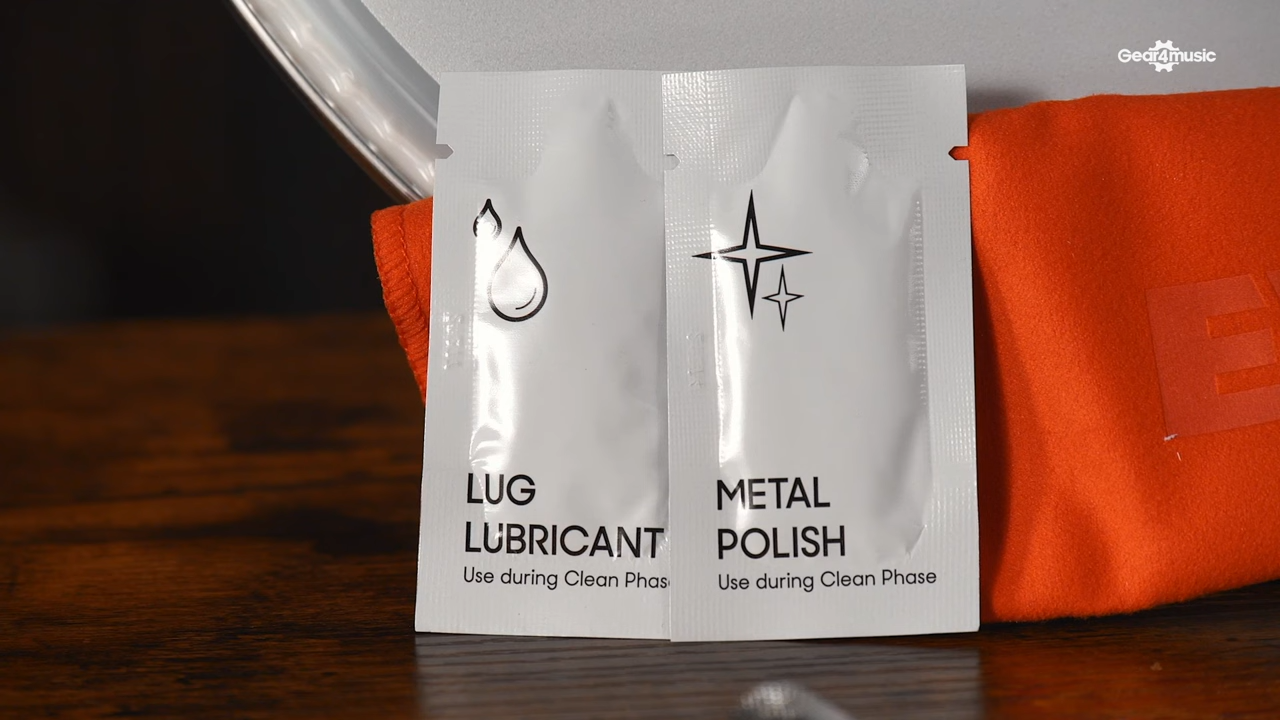 Gear4music
LUG
LUBRICANT
Use during Clean Phase
METAL
POLISH
Use during Clean Phase